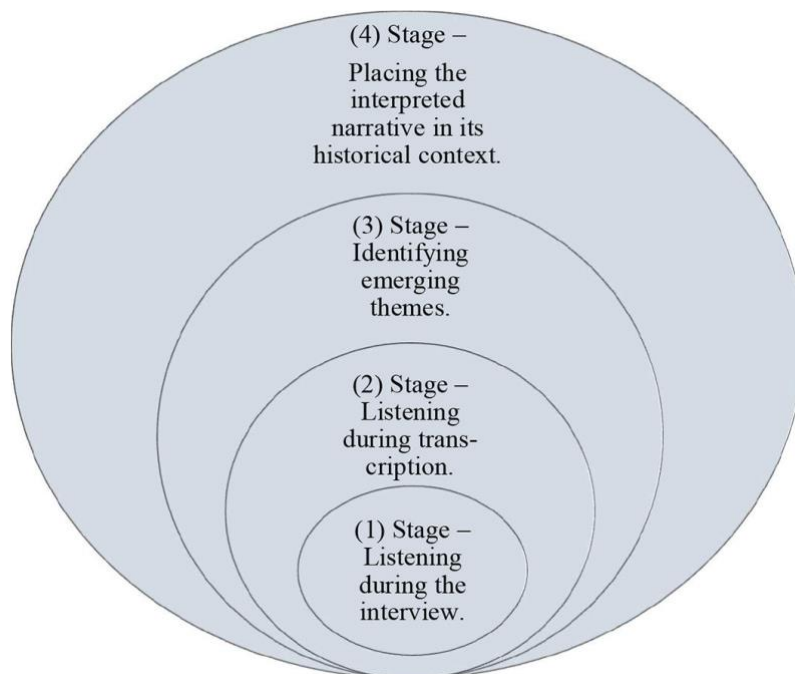 (4) Stage –
Placing the
interpreted
narrative in its
historical context.
(3) Stage –
Identifying
emerging
themes.
(2) Stage –
Listening
during trans-
cription.
(1) Stage –
Listening
during the
interview.